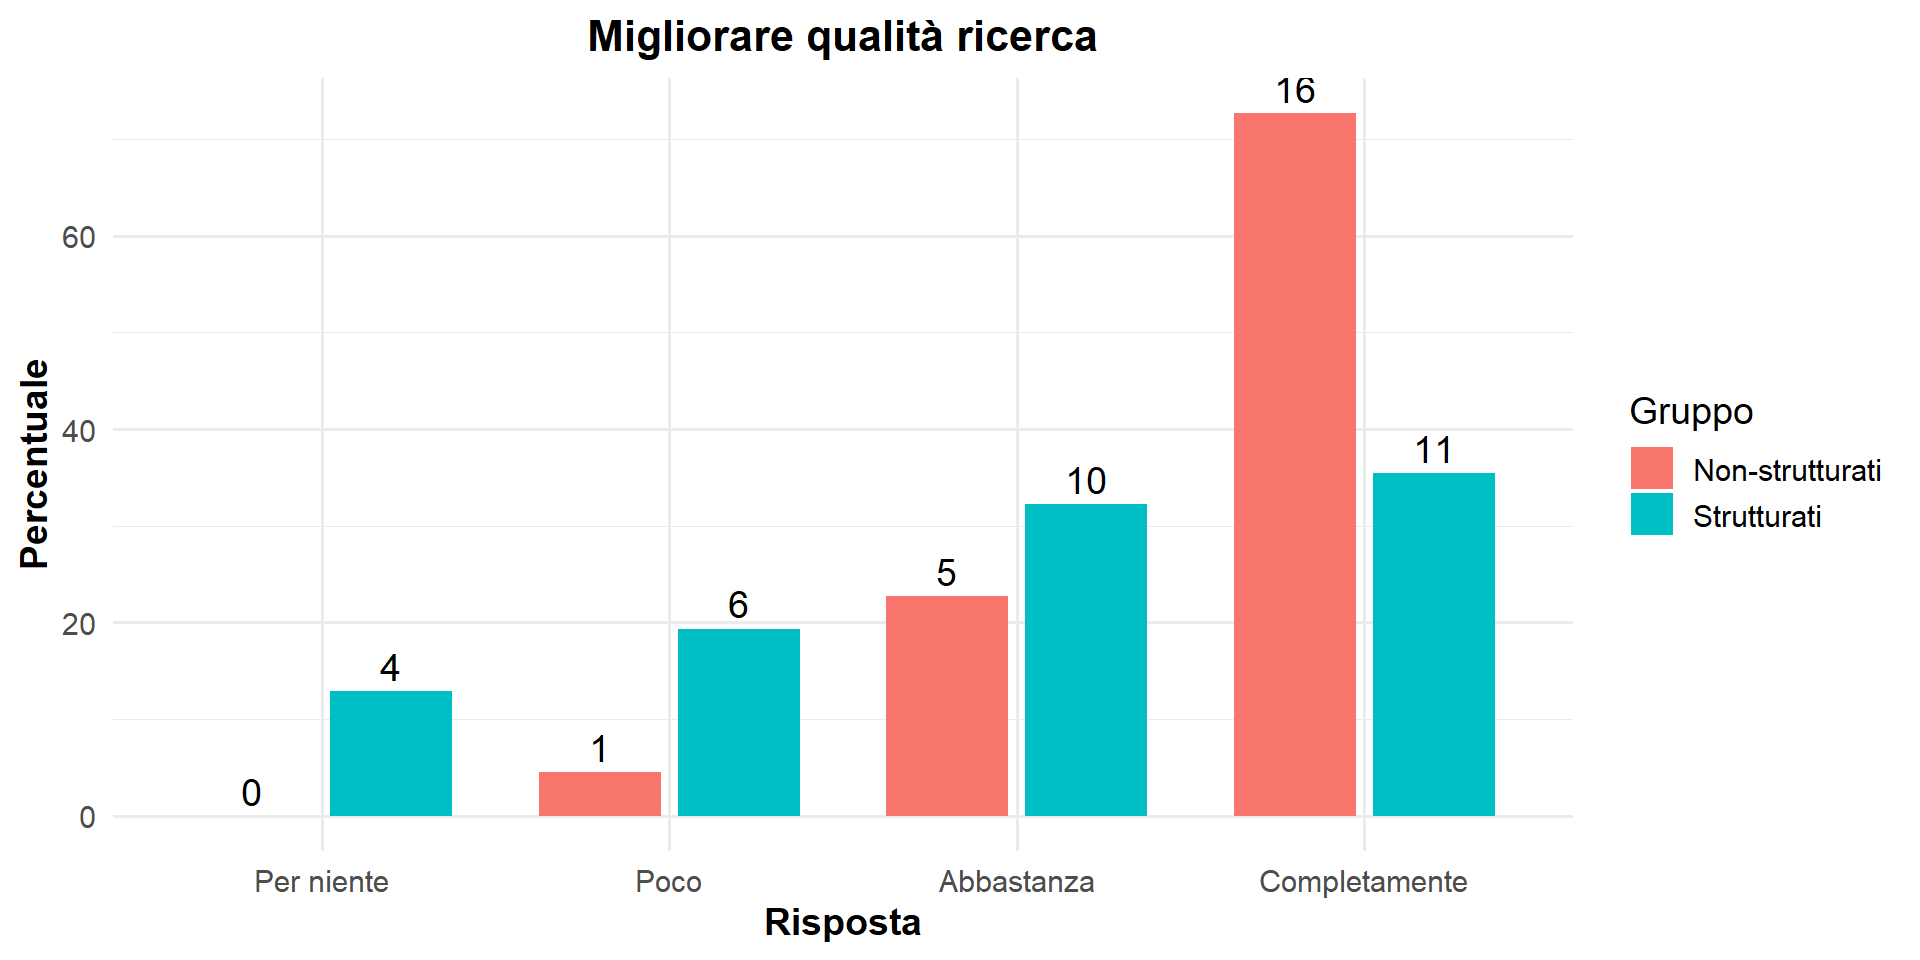 Migliorare qualità ricerca
Percentuale
60
40
20
0
0
4
1
6
5
10
16
11
Per niente
Poco
Abbastanza
Completamente
Risposta
Gruppo
Non-strutturati
Strutturati